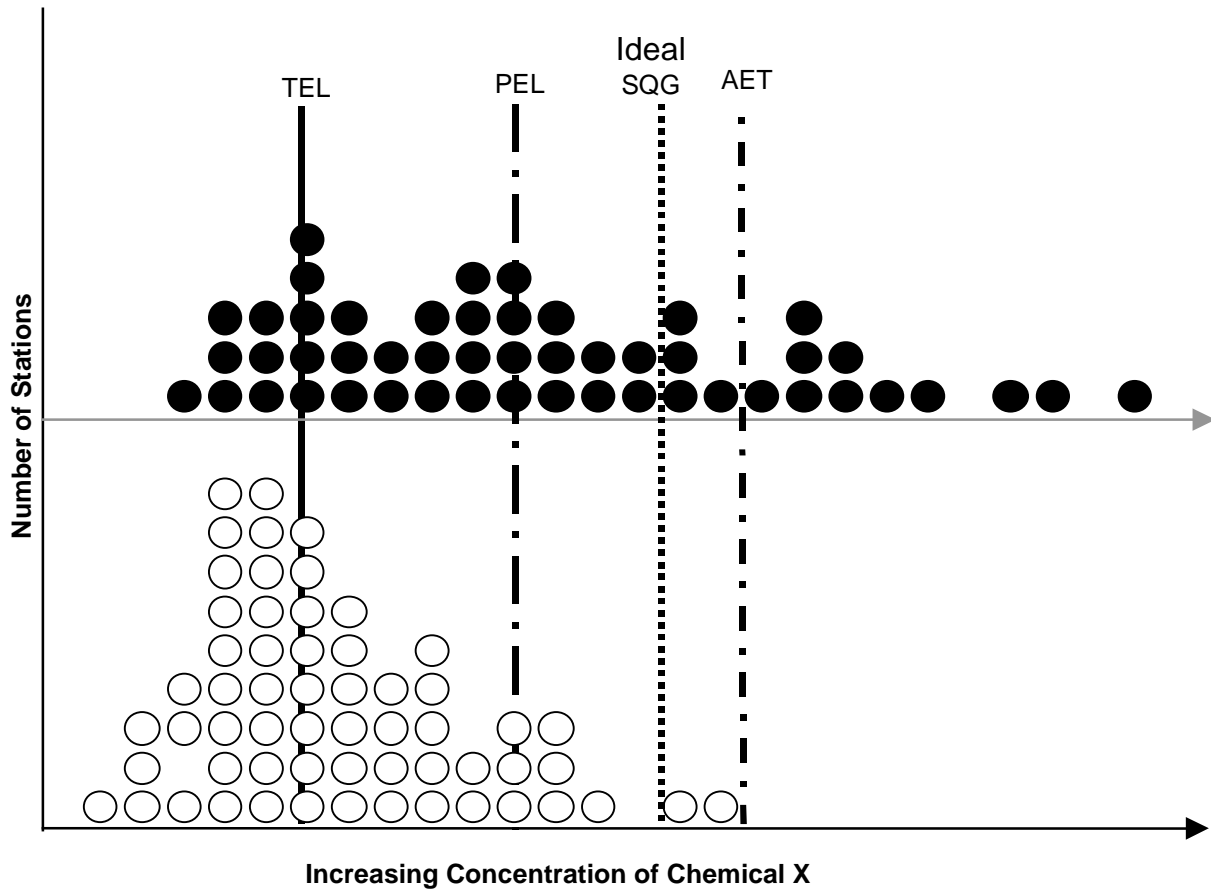 Ideal
TEL
PEL
SQG
AET
Number of Stations
Increasing Concentration of Chemical X